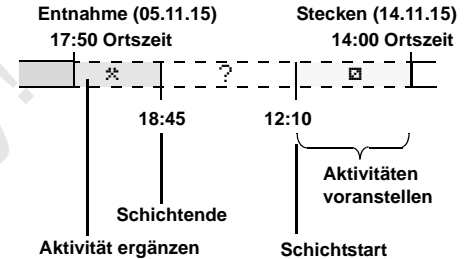 Entnahme (05.11.15) Stecken (14.11.15)
17:50 Ortszeit 14:00 Ortszeit
?
18:45 12:10
Aktivitäten
voranstellen
Schichtende
Aktivität ergänzen Schichtstart